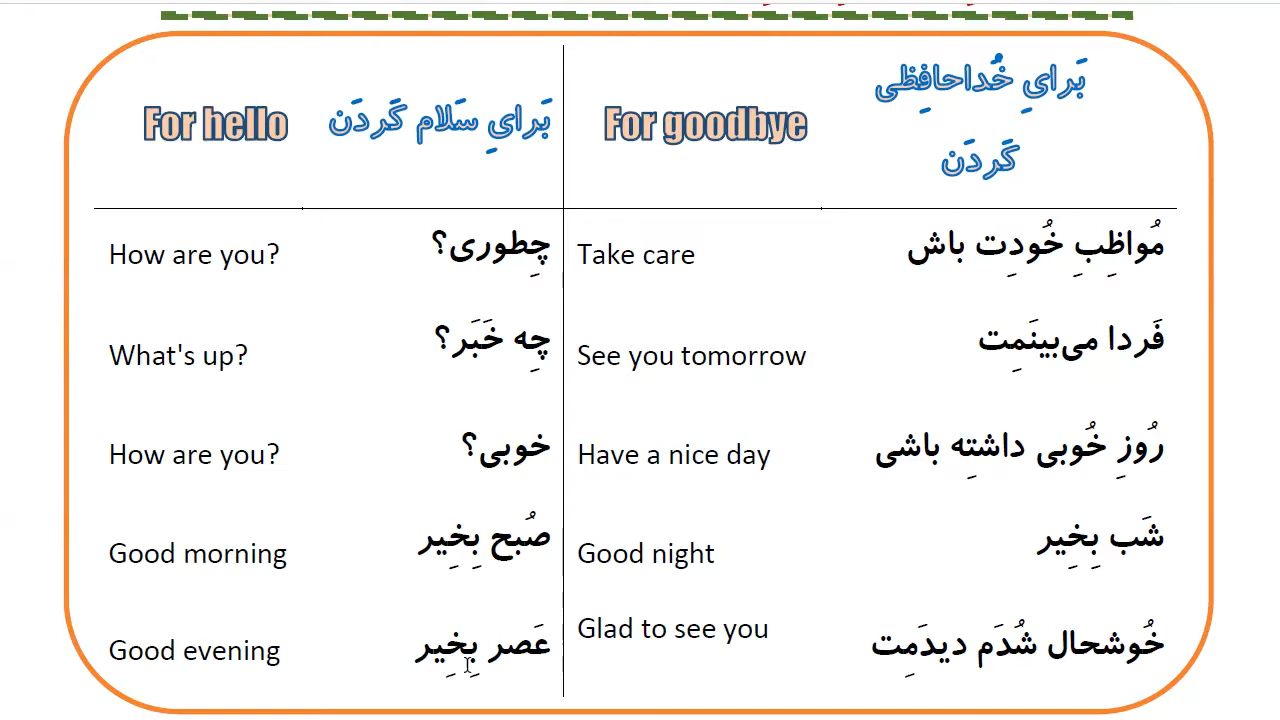 For hello
بَرایِ سَلام کَردَن
For goodbye
بَرایِ خُداحافِظی
کَردَن
How are you?
چِطوری؟
Take care
مُواظِبِ خُودِت باش
What's up?
چِه خَبَر؟
See you tomorrow
فَردا می‌بینَمِت
How are you?
خوبی؟
Have a nice day
رُوزِ خُوبی داشتِه باشی
Good morning
صُبح بِخِیر
Good night
شَب بِخِیر
Good evening
عَصر بِخِیر
Glad to see you
خُوشحال شُدَم دیدَمِت